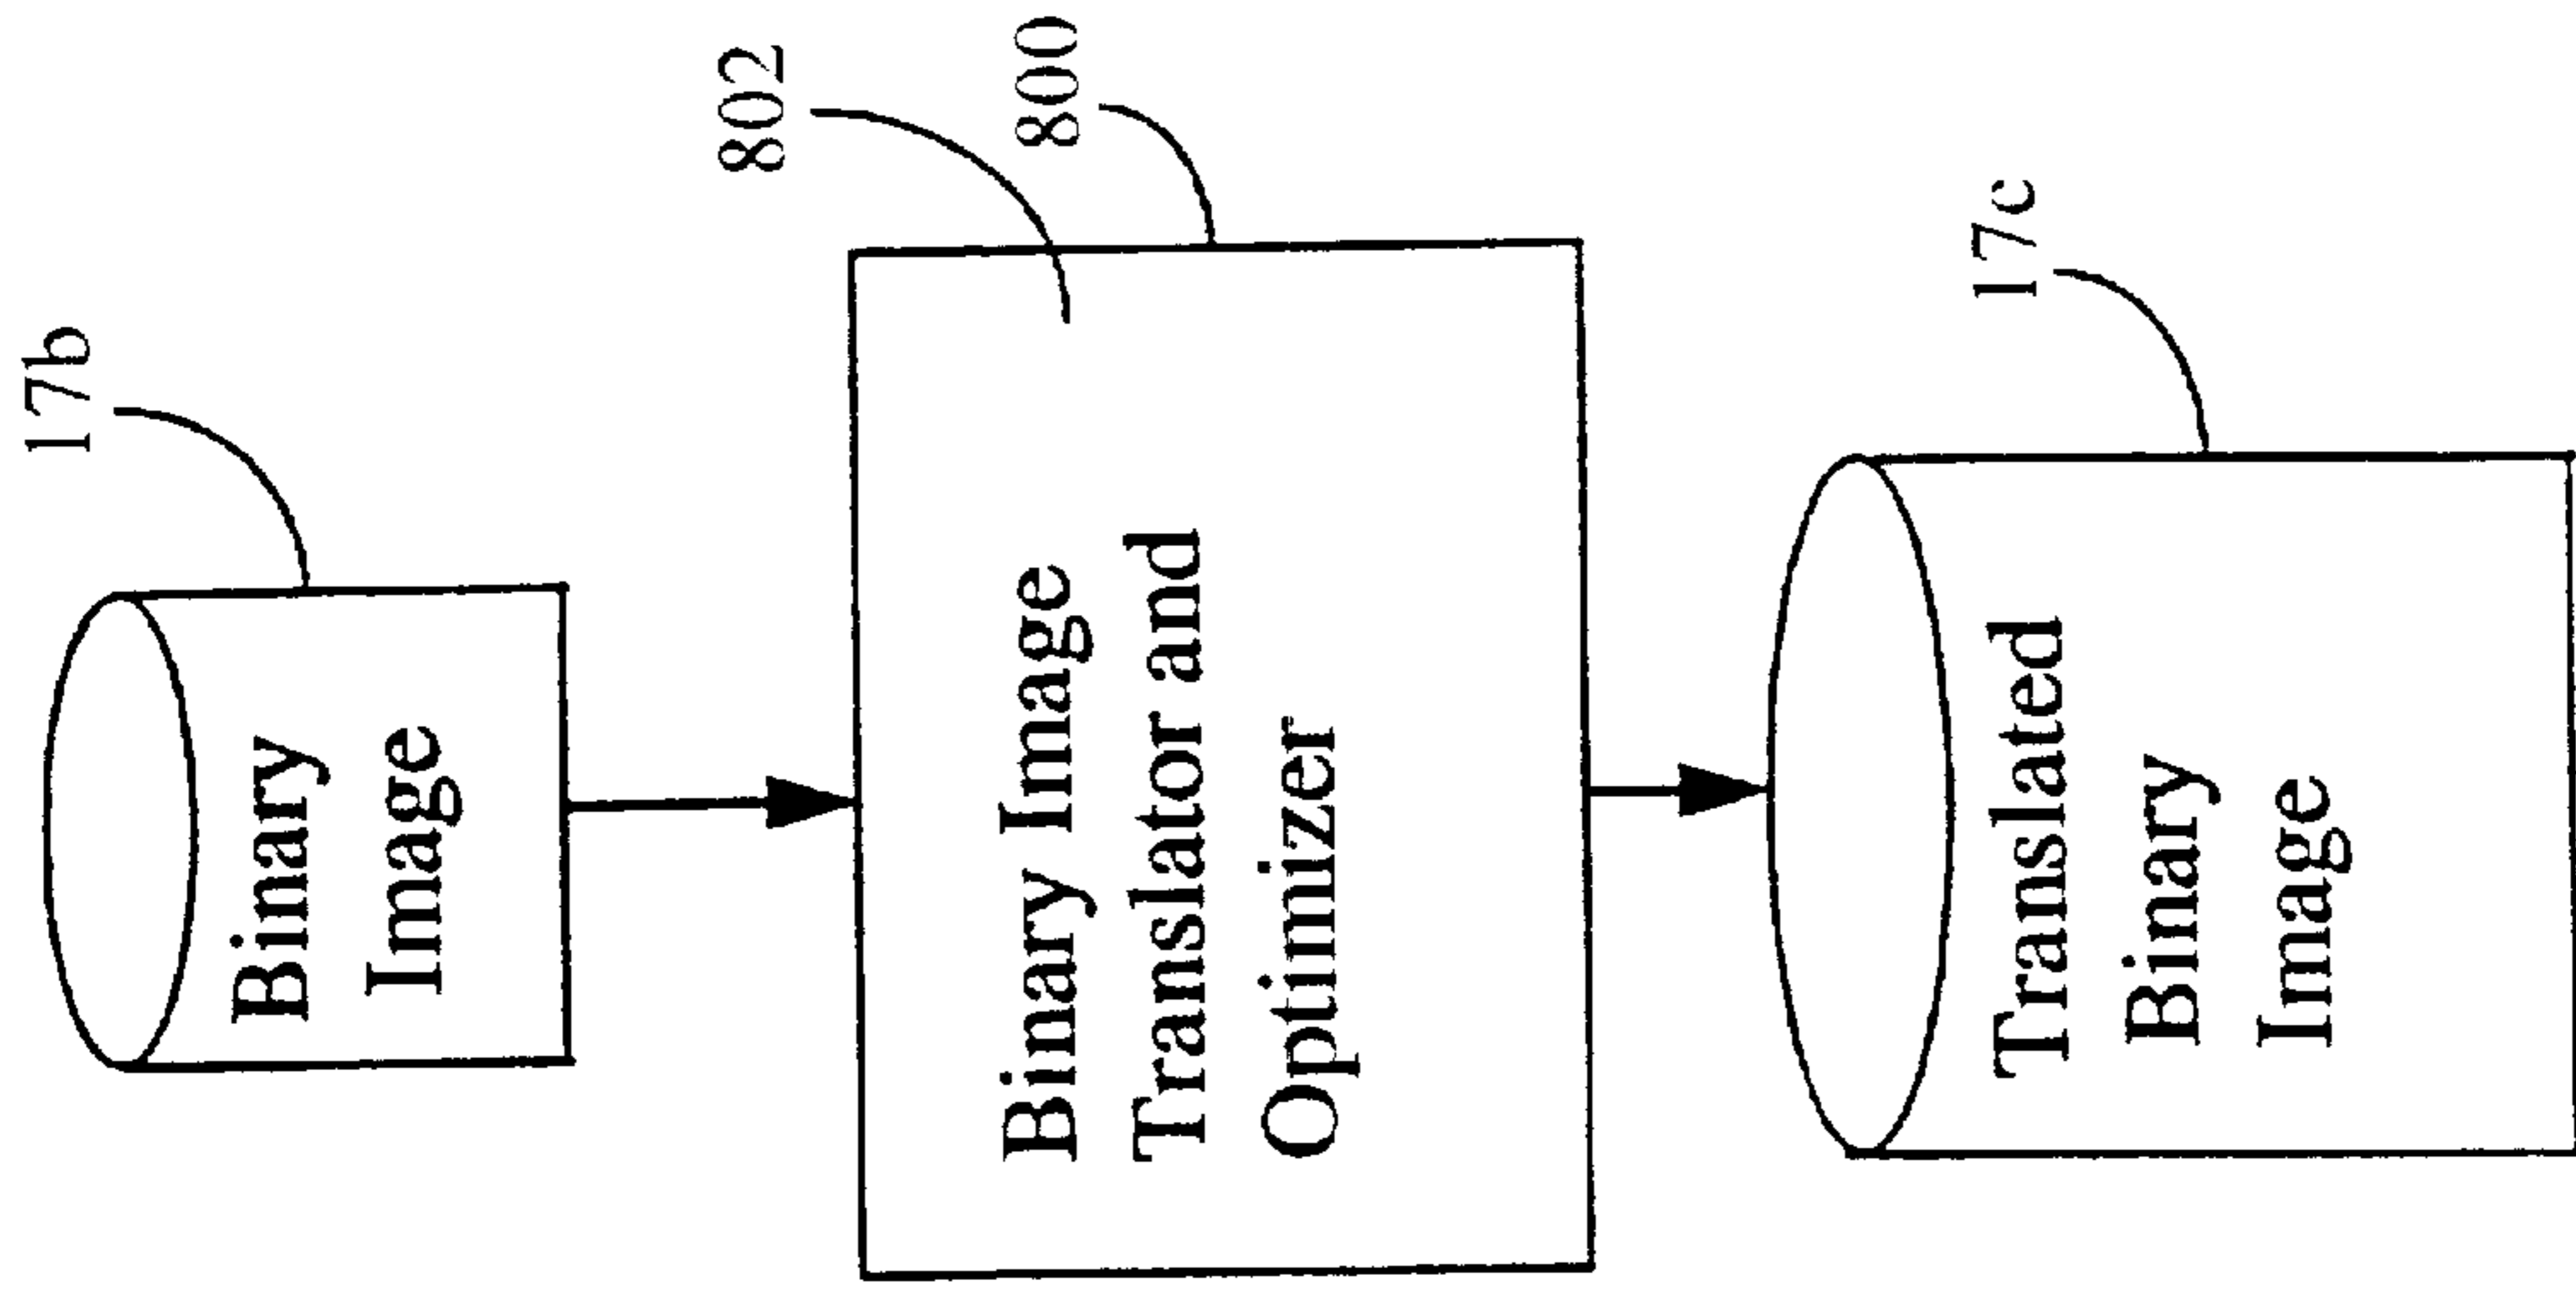 17b
Binary
Image
802
800
Binary Image
Translator and
Optimizer
17c
Translated
Binary
Image